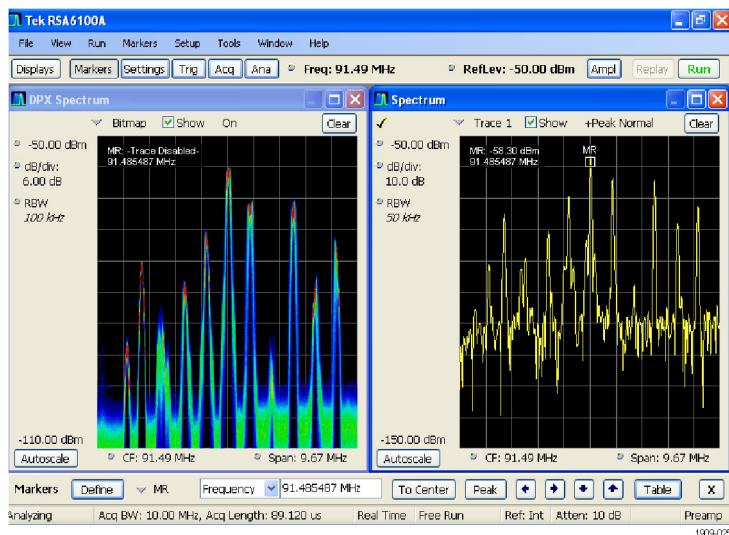 Tek RSA6100A
File View Run Markers Setup Tools Window Help
Displays Markers Settings Trig Acq Ana Freq: 91.49 MHz RefLev: -50.00 dBm Ampl Replay Run
DPX Spectrum
Bitmap Show On Clear
-50.00 dBm
dB/div:
6.00 dB
RBW
100 kHz
MR: -Trace Disabled-
91.485487 MHz
-110.00 dBm
Autoscale CF: 91.49 MHz Span: 9.67 MHz
Spectrum
Trace 1 Show +Peak Normal Clear
-50.00 dBm
dB/div:
10.0 dB
RBW
50 kHz
MR: -58.30 dBm
91.485487 MHz
MR
-150.00 dBm
Autoscale CF: 91.49 MHz Span: 9.67 MHz
Markers Define MR Frequency 91.485487 MHz To Center Peak Table X
Analyzing Acq BW: 10.00 MHz, Acq Length: 89.120 us Real Time Free Run Ref: Int Atten: 10 dB Preamp